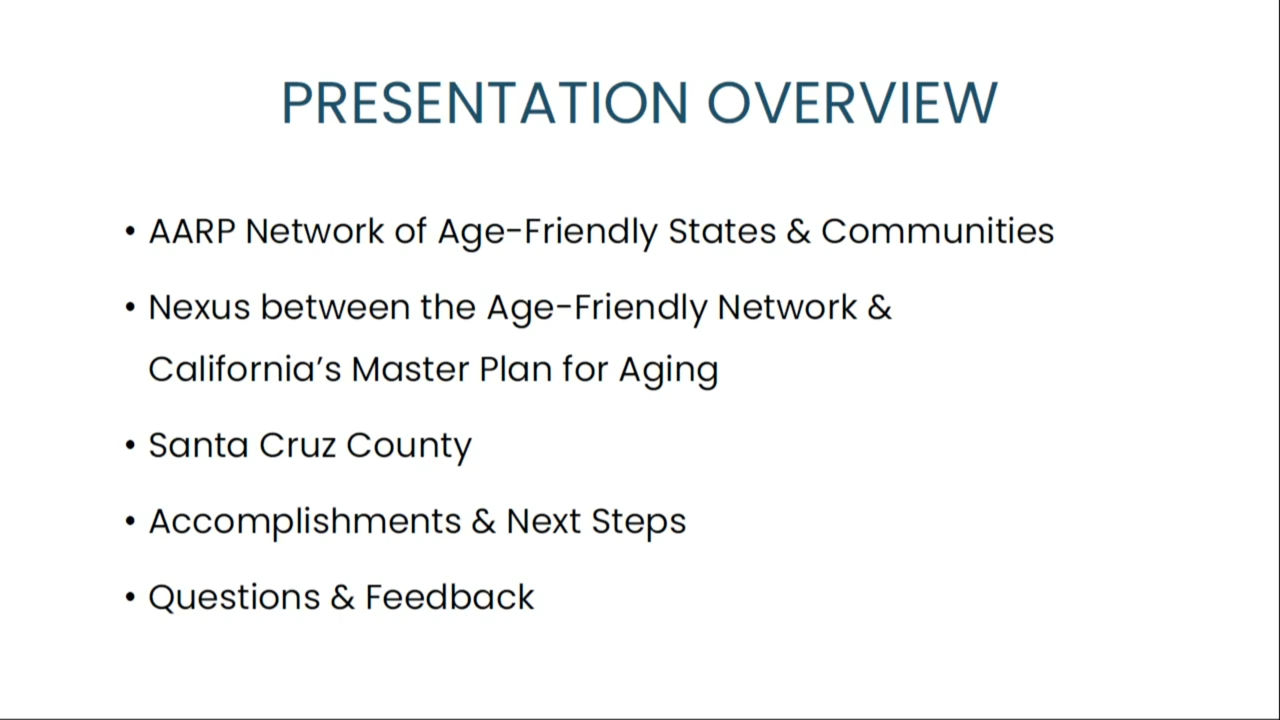 PRESENTATION OVERVIEW
• AARP Network of Age-Friendly States & Communities
• Nexus between the Age-Friendly Network &
California’s Master Plan for Aging
• Santa Cruz County
• Accomplishments & Next Steps
• Questions & Feedback